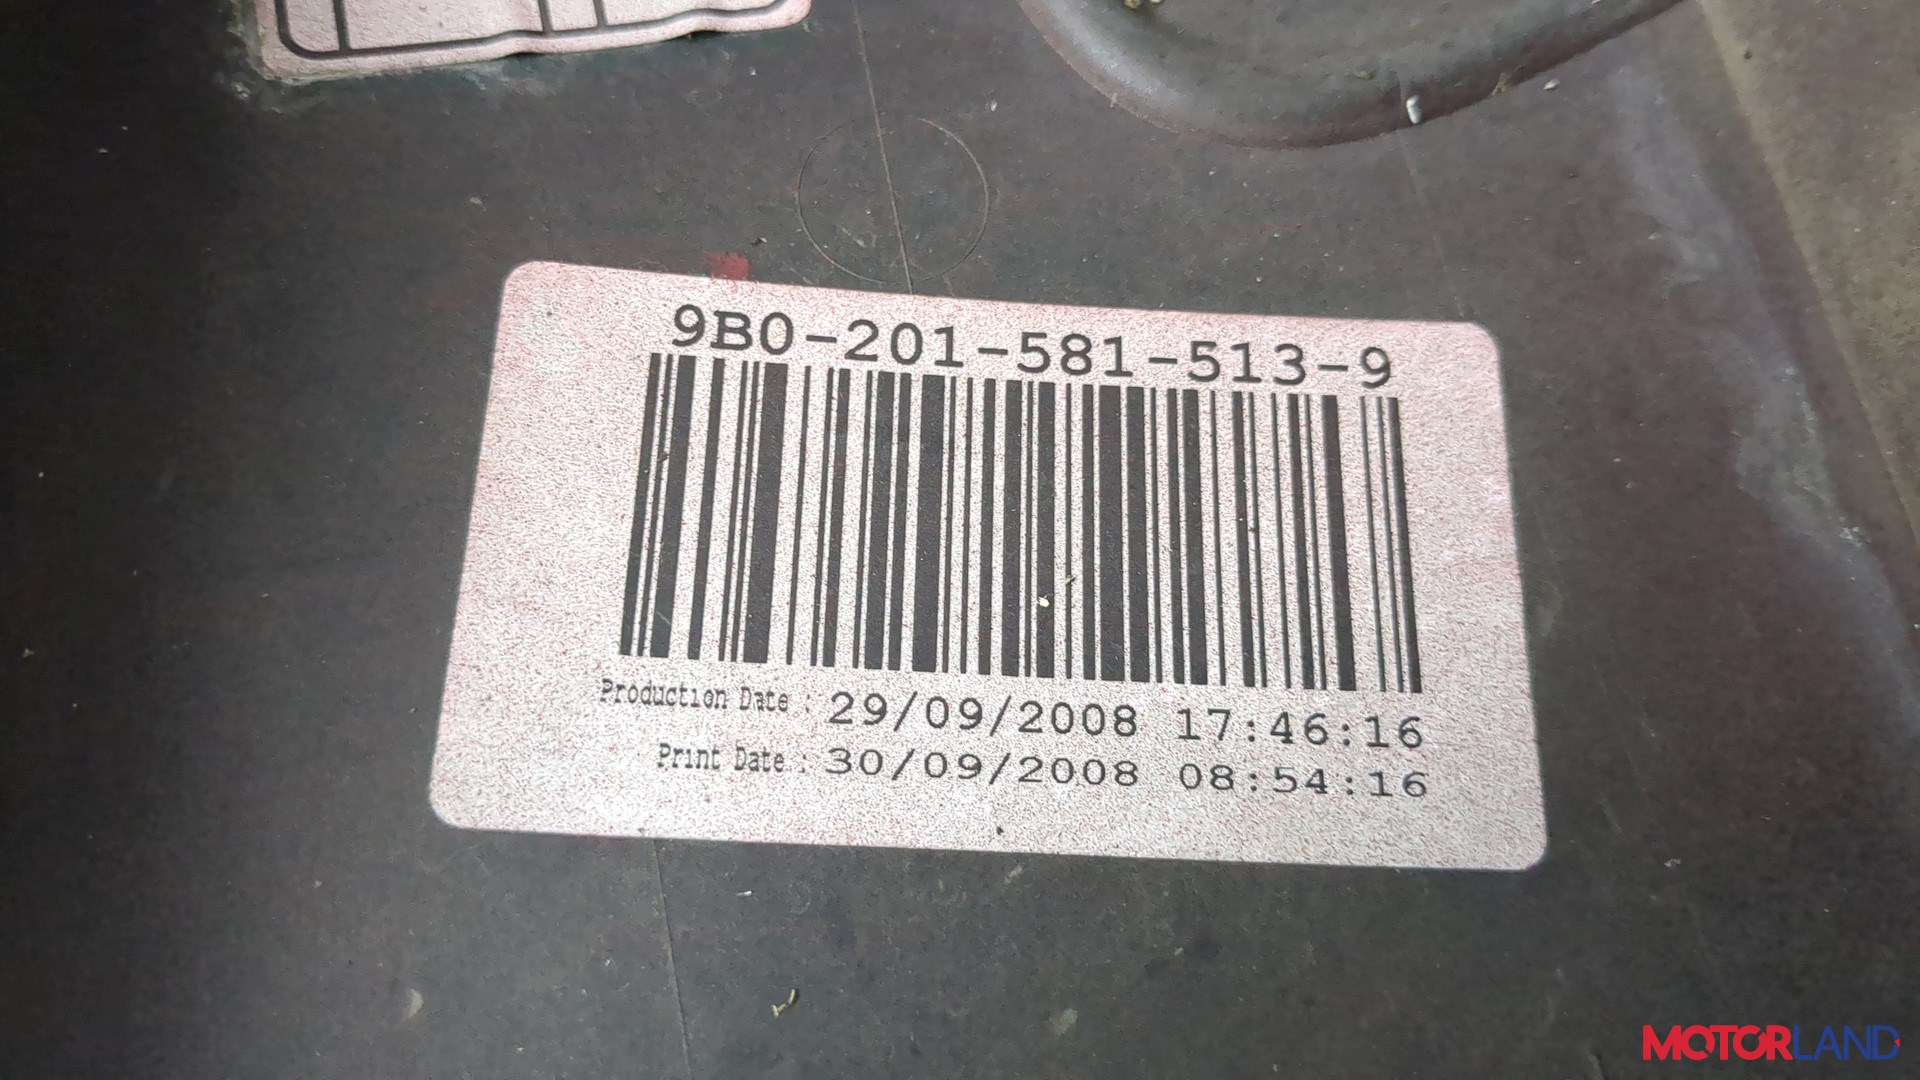 9B0-201-581-513-9
Production Date : 29/09/2008 17:46:16
Print Date : 30/09/2008 08:54:16
MOTORLAND